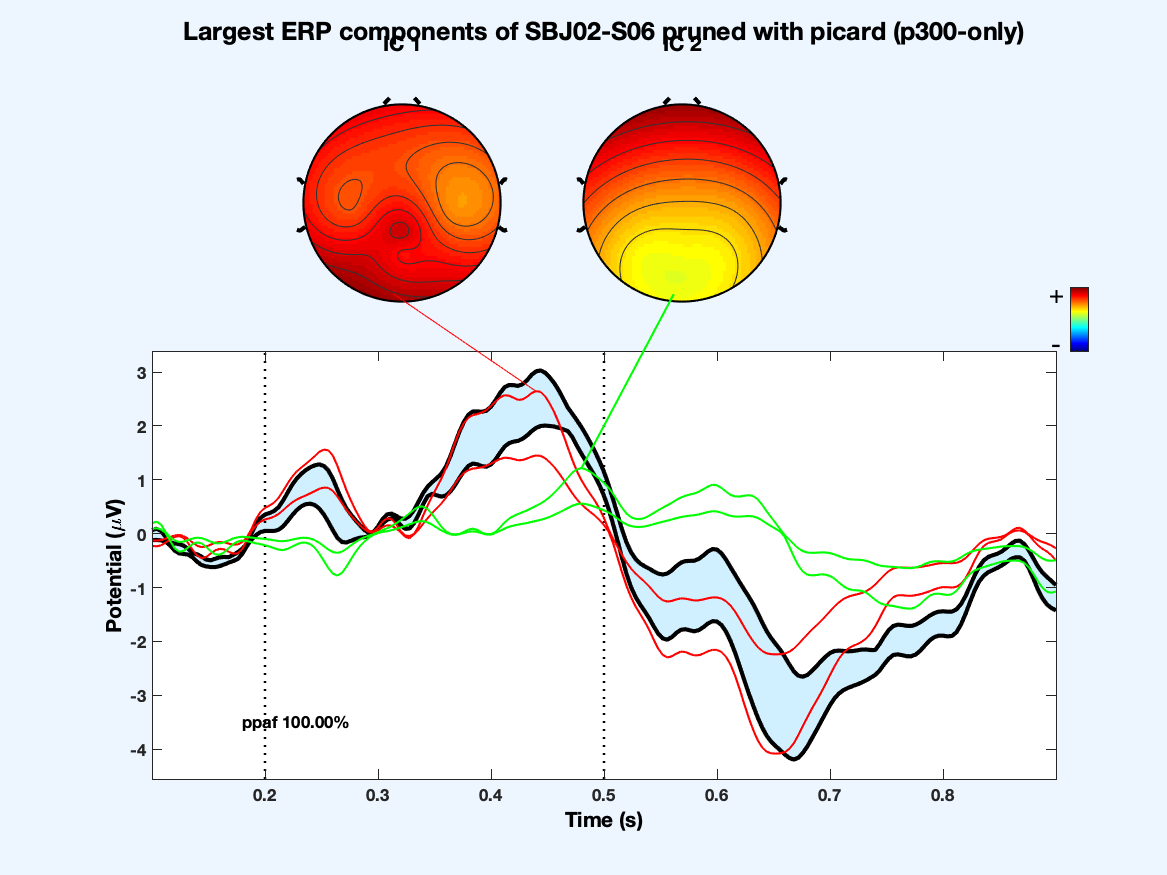 Largest ERP components of SBJ02-S06 pruned with picard (p300-only)
IC 1
IC 2
+
-
3
2
1
0
-1
-2
-3
-4
Potential (μV)
ppaf 100.00%
0.2 0.3 0.4 0.5 0.6 0.7 0.8
Time (s)